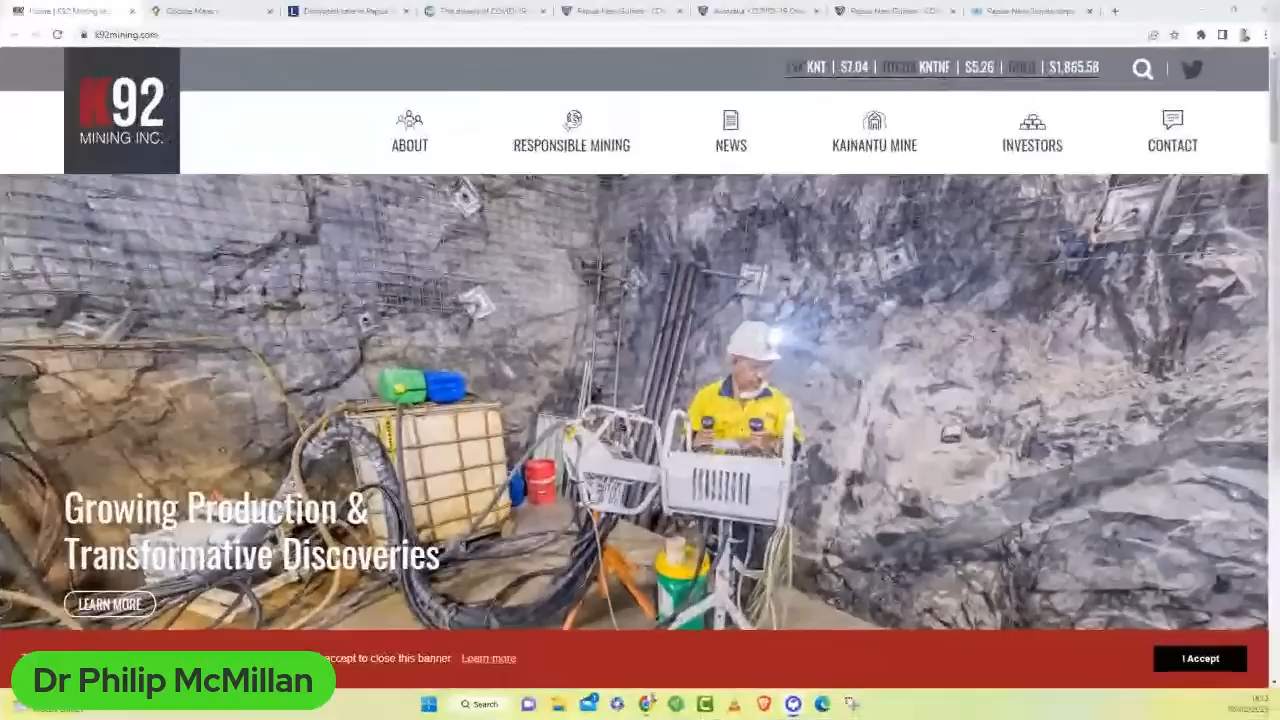 k92mining.com
K92
MINING INC.
KNT | $7.04 | KNTNF | $5.26 | $1,865.58
ABOUT
RESPONSIBLE MINING
NEWS
KAINANTU MINE
INVESTORS
CONTACT
Growing Production &
Transformative Discoveries
LEARN MORE
accept to close this banner Learn more
I Accept
Dr Philip McMillan
Search